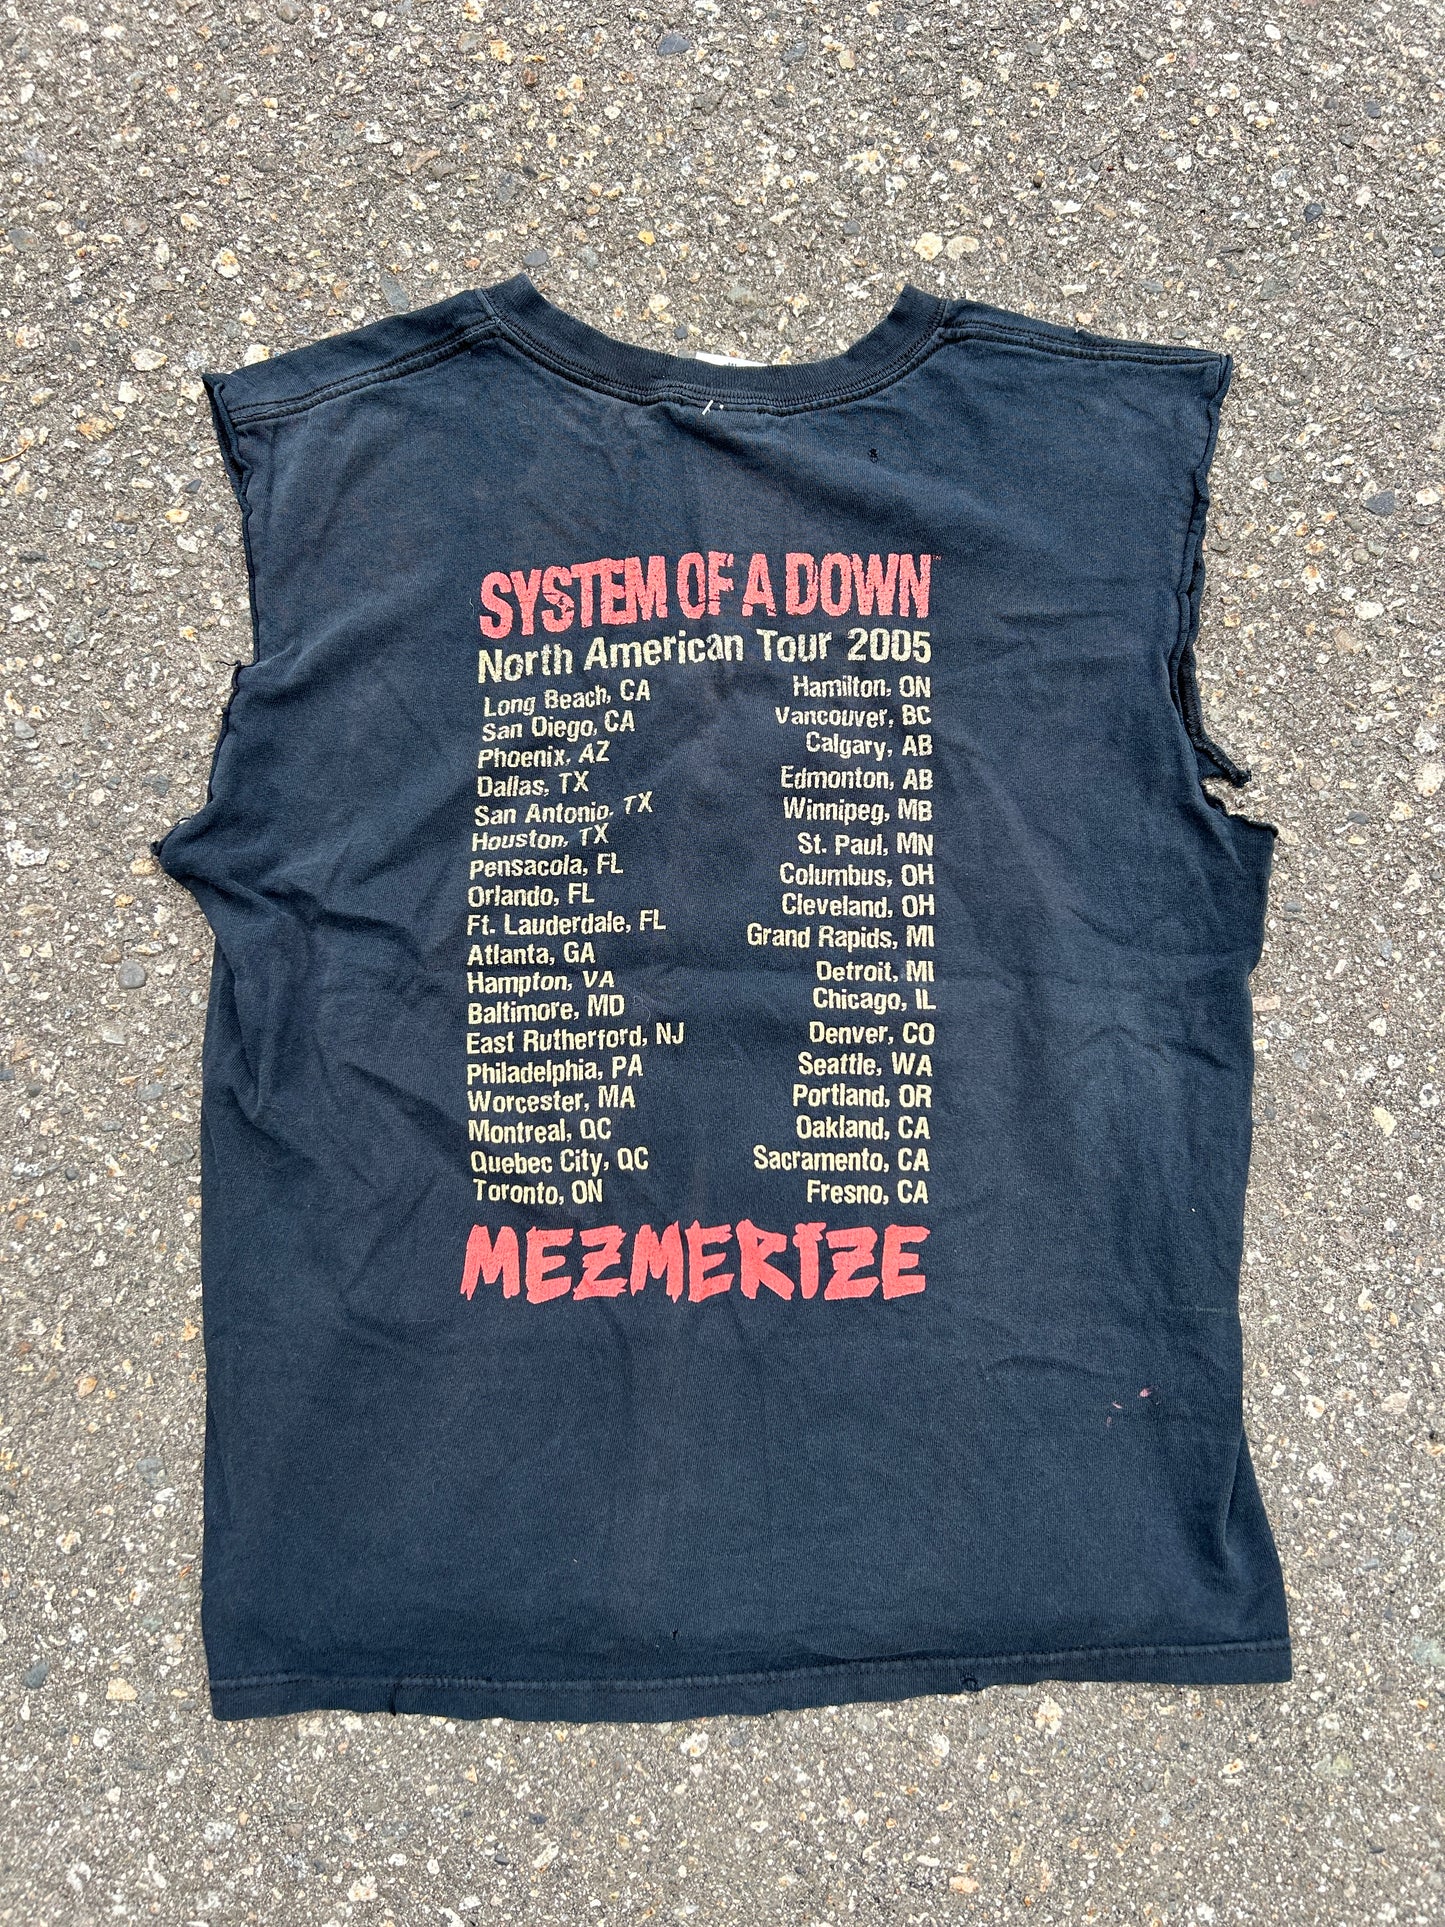 SYSTEM OF A DOWN
North American Tour 2005
Long Beach, CA
San Diego, CA
Phoenix, AZ
Dallas, TX
San Antonio, TX
Houston, TX
Pensacola, FL
Orlando, FL
Ft. Lauderdale, FL
Atlanta, GA
Hampton, VA
Baltimore, MD
East Rutherford, NJ
Philadelphia, PA
Worcester, MA
Montreal, QC
Quebec City, QC
Toronto, ON
Hamilton, ON
Vancouver, BC
Calgary, AB
Edmonton, AB
Winnipeg, MB
St. Paul, MN
Columbus, OH
Cleveland, OH
Grand Rapids, MI
Detroit, MI
Chicago, IL
Denver, CO
Seattle, WA
Portland, OR
Oakland, CA
Sacramento, CA
Fresno, CA
MEZMERIZE